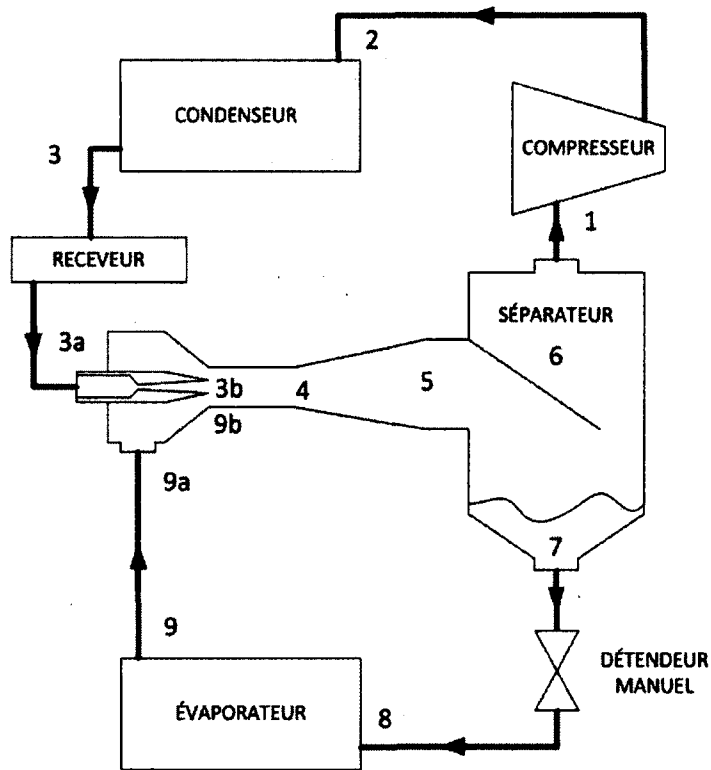 2
CONDENSEUR
COMPRESSEUR
3
1
RECEVEUR
SÉPARATEUR
6
3a
3b
4
5
9b
9a
7
9
DÉTENDEUR
MANUEL
ÉVAPORATEUR
8